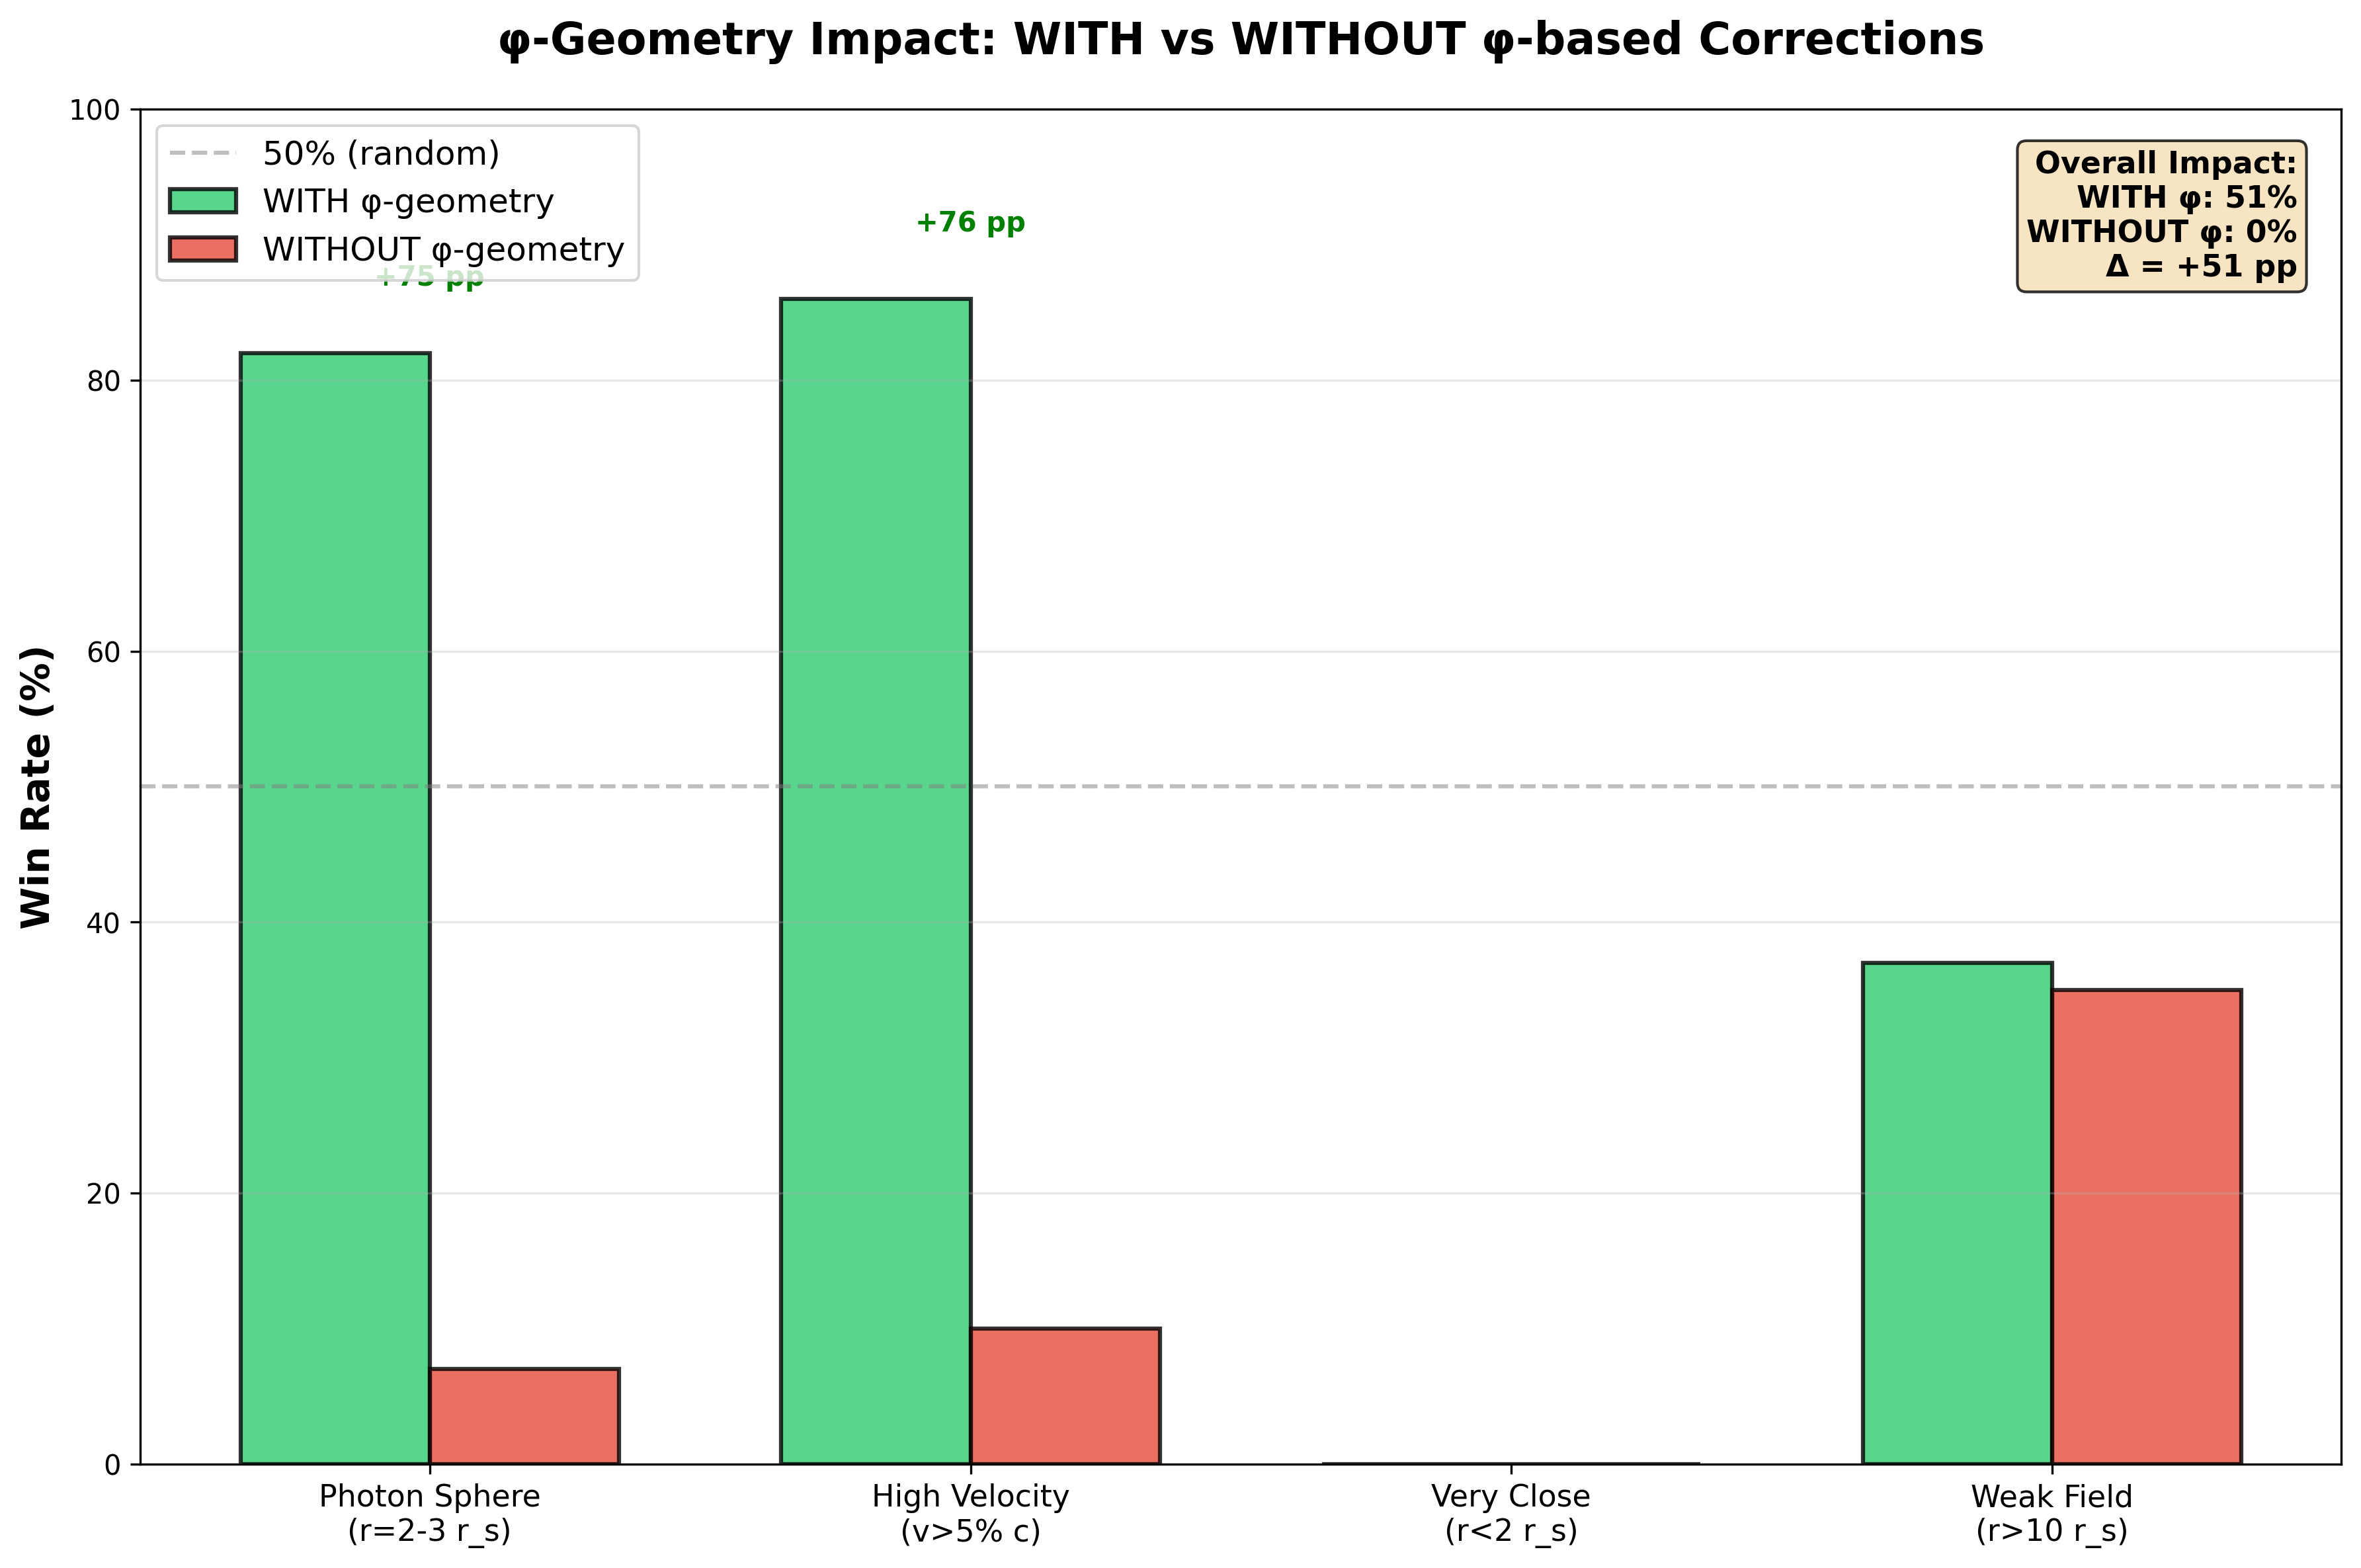 φ-Geometry Impact: WITH vs WITHOUT φ-based Corrections
100
80
60
40
20
0
Win Rate (%)
50% (random)
WITH φ-geometry
WITHOUT φ-geometry
+75 pp
+76 pp
Overall Impact:
WITH φ: 51%
WITHOUT φ: 0%
Δ = +51 pp
Photon Sphere
(r=2-3 r_s)
High Velocity
(v>5% c)
Very Close
(r<2 r_s)
Weak Field
(r>10 r_s)